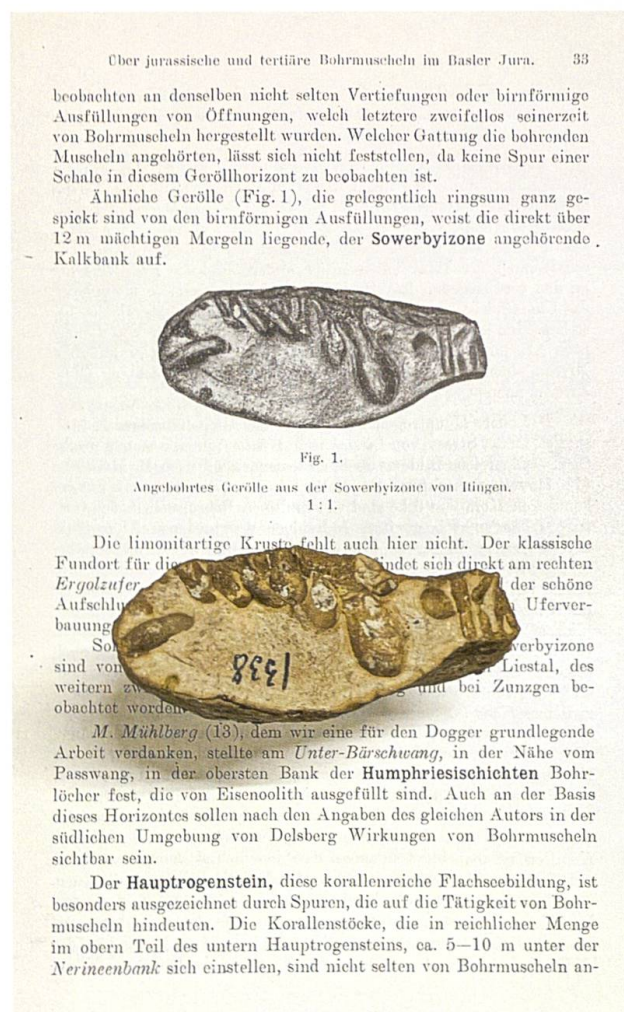 Über jurassische und tertiäre Bohrmuscheln im Basler Jura. 33
beobachten an denselben nicht selten Vertiefungen oder birnförmige
Ausfüllungen von Öffnungen, welch letztere zweifellos seinerzeit
von Bohrmuscheln hergestellt wurden. Welcher Gattung die bohrenden
Muscheln angehörten, lässt sich nicht feststellen, da keine Spur einer
Schale in diesem Geröllhorizont zu beobachten ist.
Ähnliche Gerölle (Fig. 1), die gelegentlich ringsum ganz ge-
spickt sind von den birnförmigen Ausfüllungen, weist die direkt über
12 m mächtigen Mergeln liegende, der Sowerbyizone angehörende
Kalkbank auf.
Fig. 1.
Angebohrtes Gerölle aus der Sowerbyizone von Itingen.
1 : 1.
Die limonitartige Kruste fehlt auch hier nicht. Der klassische
Fundort für die indet sich direkt am rechten
Ergolzufer der schöne
Aufschlu Uferver-
bauung
So werbyizone
sind von Liestal, des
weitern und bei Zunzgen be-
obachtet worden
1338
M. Mühlberg (13), dem wir eine für den Dogger grundlegende
Arbeit verdanken, stellte am Unter-Bärschwang, in der Nähe vom
Passwang, in der obersten Bank der Humphriesischichten Bohr-
löcher fest, die von Eisenoolith ausgefüllt sind. Auch an der Basis
dieses Horizontes sollen nach den Angaben des gleichen Autors in der
südlichen Umgebung von Delsberg Wirkungen von Bohrmuscheln
sichtbar sein.
Der Hauptrogenstein, diese korallenreiche Flachseebildung, ist
besonders ausgezeichnet durch Spuren, die auf die Tätigkeit von Bohr-
muscheln hindeuten. Die Korallenstöcke, die in reichlicher Menge
im obern Teil des untern Hauptrogensteins, ca. 5—10 m unter der
Nerineenbank sich einstellen, sind nicht selten von Bohrmuscheln an-